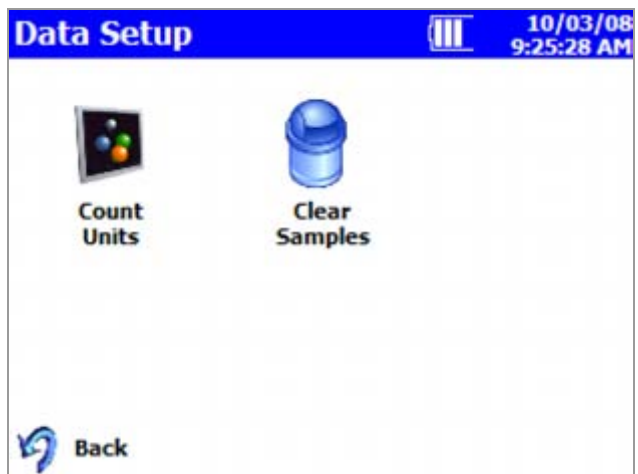 Data Setup
10/03/08
9:25:28 AM
Count
Units
Clear
Samples
Back